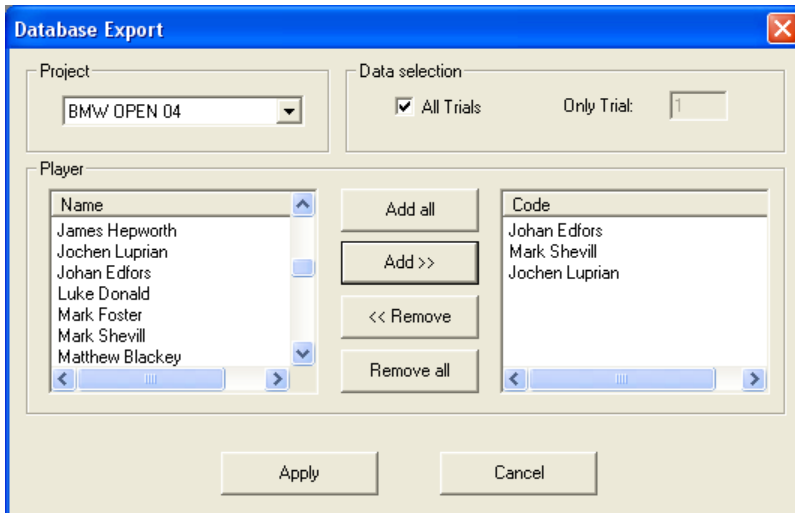 Database Export
Project
BMW OPEN 04
Data selection
All Trials
Only Trial:
1
Player
Name
James Hepworth
Jochen Luprian
Johan Edfors
Luke Donald
Mark Foster
Mark Shevill
Matthew Blackey
Add all
Add >>
<< Remove
Remove all
Code
Johan Edfors
Mark Shevill
Jochen Luprian
Apply
Cancel